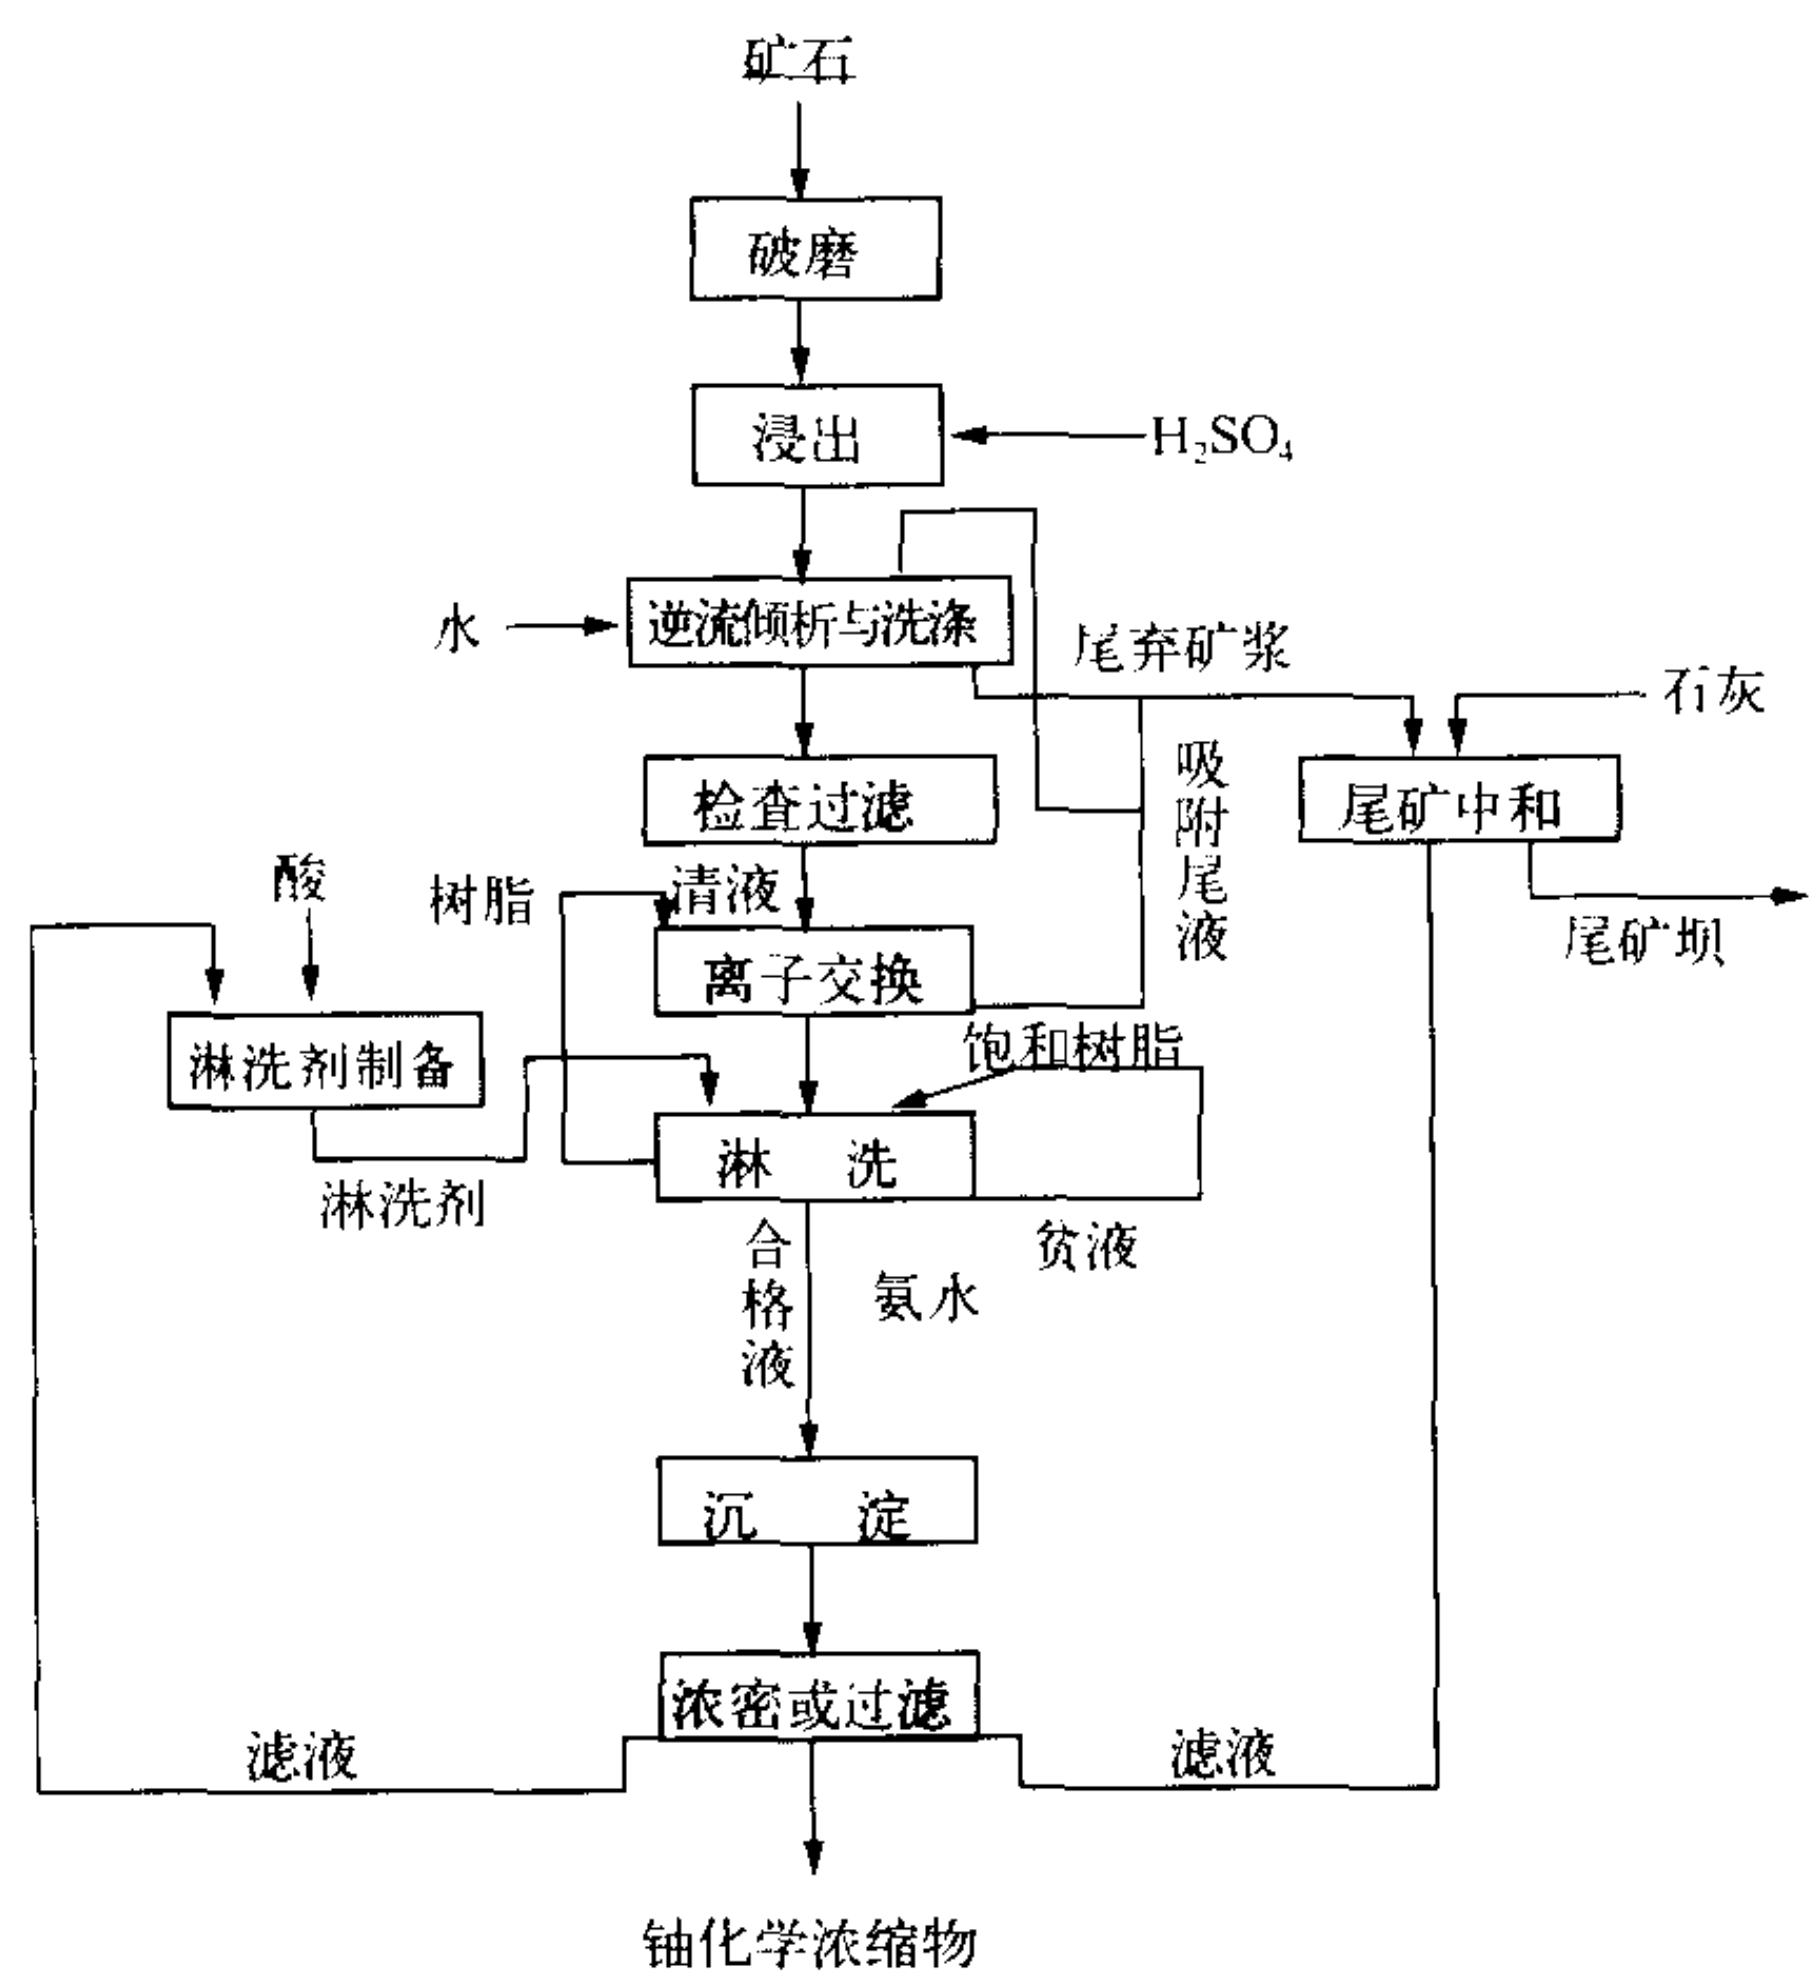 矿石
破磨
浸出
H₂SO₄
水
逆流倾析与洗涤
尾弃矿浆
石灰
检查过滤
吸附尾液
尾矿中和
酸
树脂
清液
尾矿坝
离子交换
饱和树脂
淋洗剂制备
淋洗
淋洗剂
合格液
贫液
氨水
沉淀
浓密或过滤
滤液
滤液
铀化学浓缩物